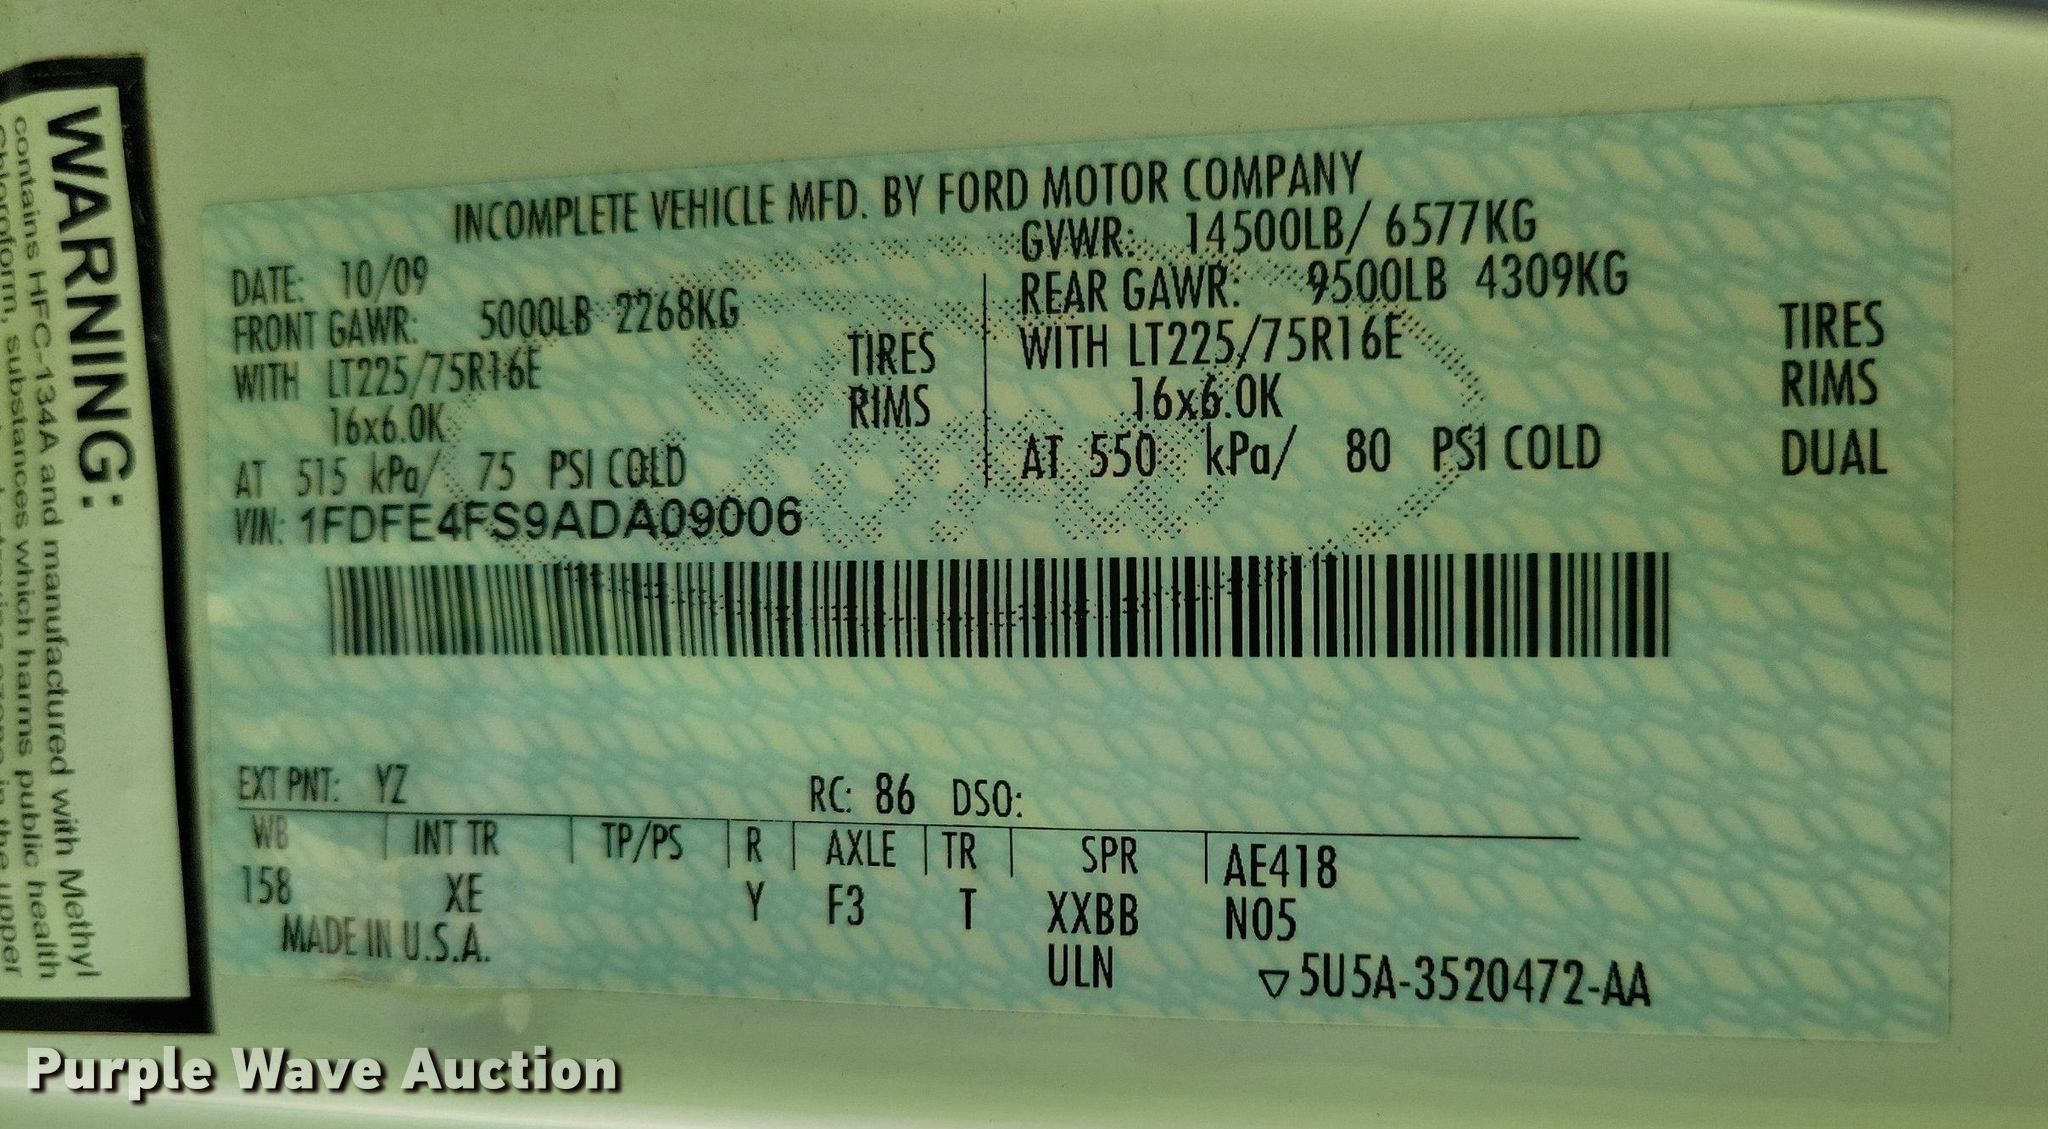 WARNING:
contains HFC-134A and manufactured with Methyl
Chloroform, substances which harms public health
INCOMPLETE VEHICLE MFD. BY FORD MOTOR COMPANY
DATE: 10/09 GVWR: 14500LB/ 6577KG
FRONT GAWR: 5000LB 2268KG REAR GAWR: 9500LB 4309KG
WITH LT225/75R16E TIRES WITH LT225/75R16E TIRES
16x6.0K RIMS 16x6.0K RIMS
AT 515 kPa/ 75 PSI COLD AT 550 kPa/ 80 PSI COLD DUAL
VIN: 1FDFE4FS9ADA09006
EXT PNT: YZ RC: 86 DSO:
WB | INT TR | TP/PS | R | AXLE | TR | SPR | AE418
158 XE Y F3 T XXBB N05
MADE IN U.S.A. ULN ▽5U5A-3520472-AA
Purple Wave Auction